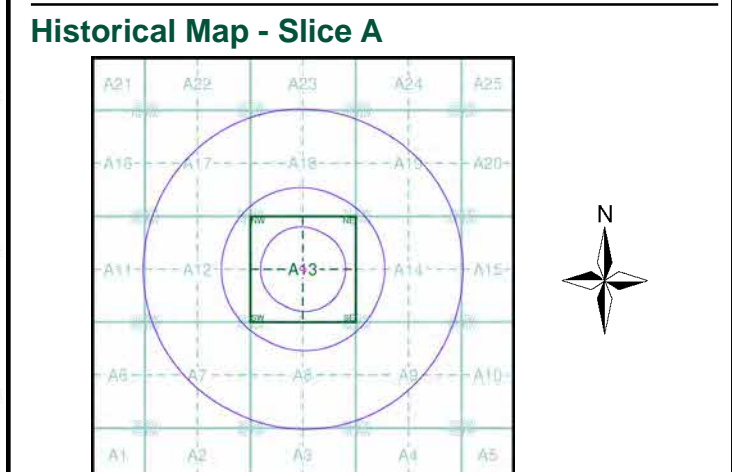 Historical Map - Slice A
A21 A22 A23 A24 A25
A16 A17 A18 A19 A20
N
NW NE
A11 A12 A13 A14 A15
SW SE
A6 A7 A8 A9 A10
A1 A2 A3 A4 A5